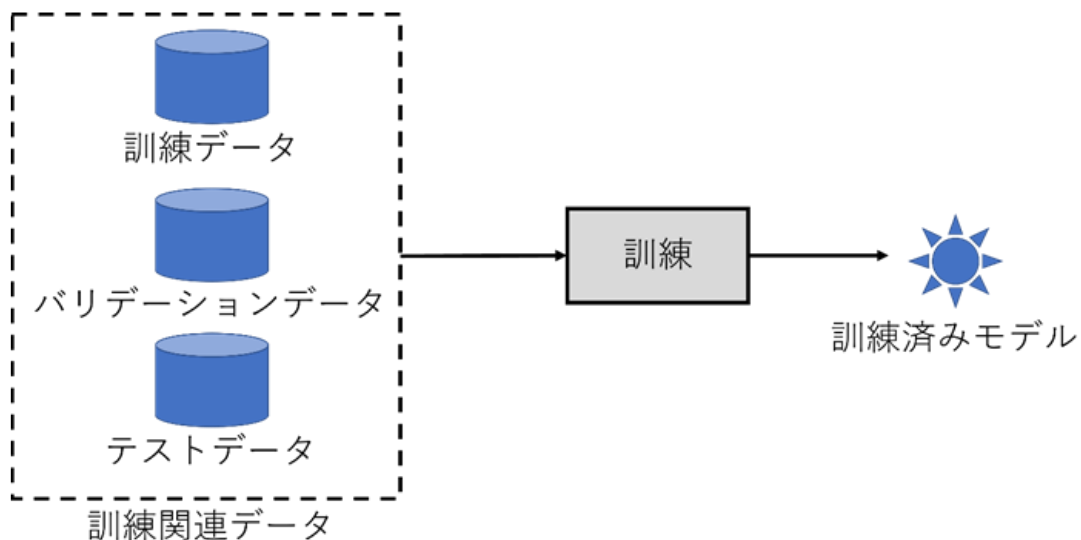 訓練データ
バリデーションデータ
テストデータ
訓練関連データ
訓練
訓練済みモデル